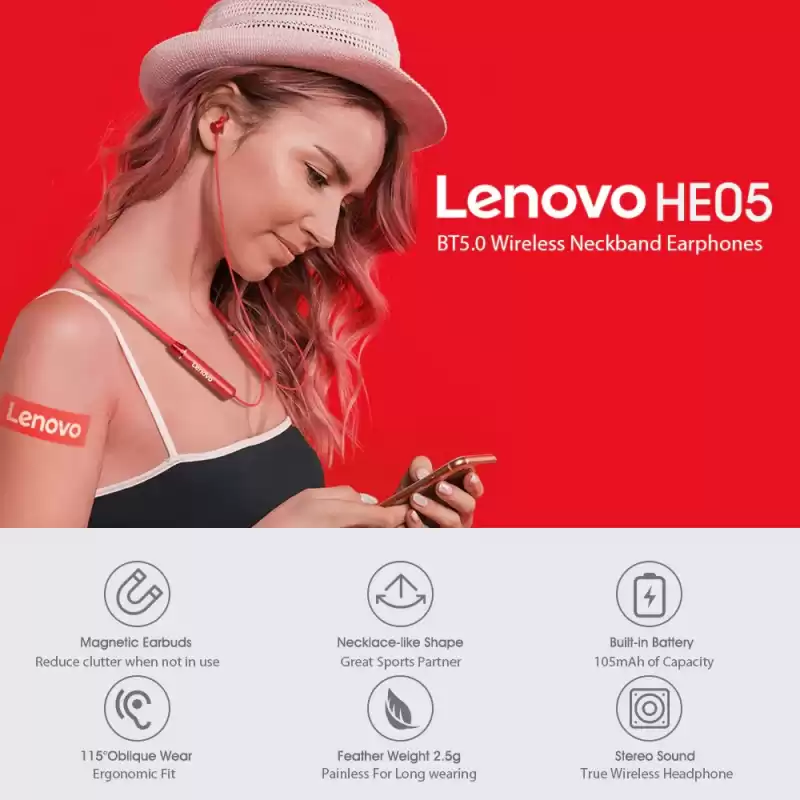 Lenovo HE05
BT5.0 Wireless Neckband Earphones
Lenovo
Lenovo
Magnetic Earbuds
Reduce clutter when not in use
Necklace-like Shape
Great Sports Partner
Built-in Battery
105mAh of Capacity
115°Oblique Wear
Ergonomic Fit
Feather Weight 2.5g
Painless For Long wearing
Stereo Sound
True Wireless Headphone